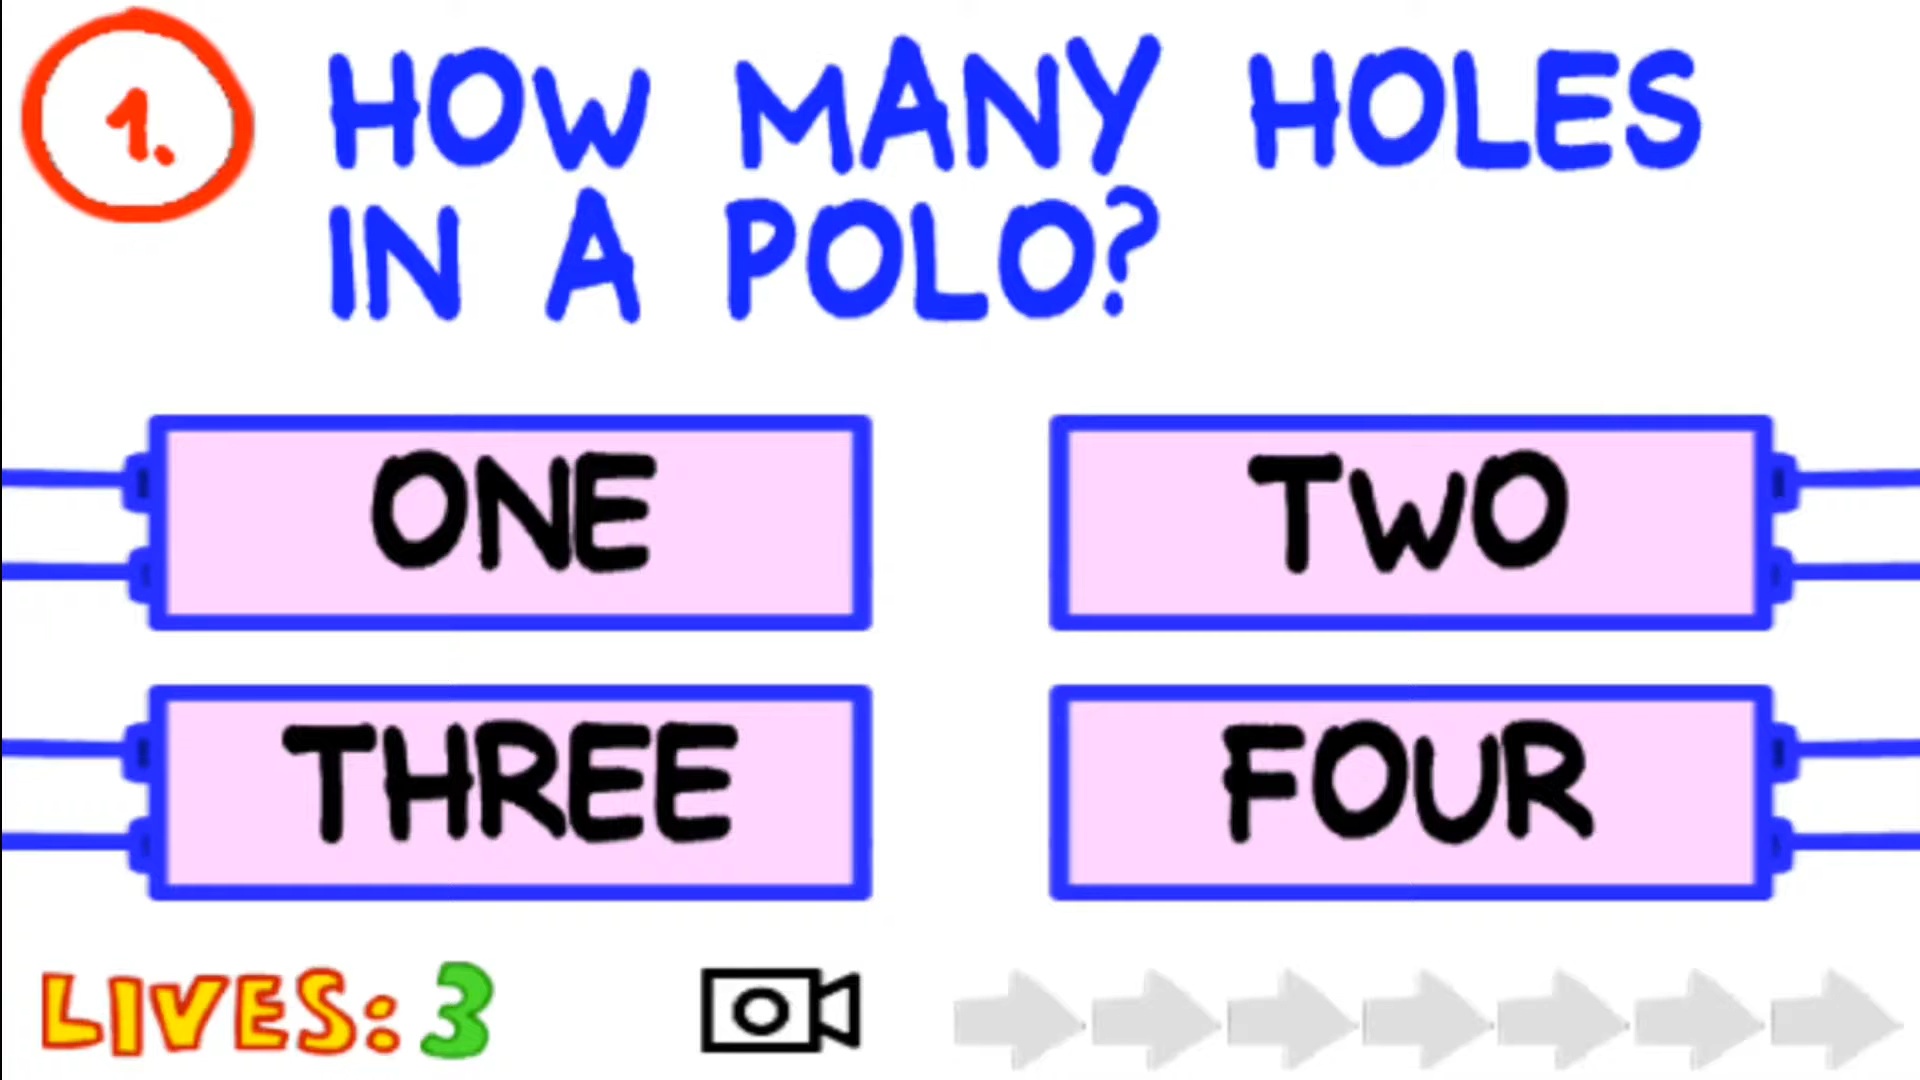 1.
HOW MANY HOLES
IN A POLO?
ONE
TWO
THREE
FOUR
LIVES: 3